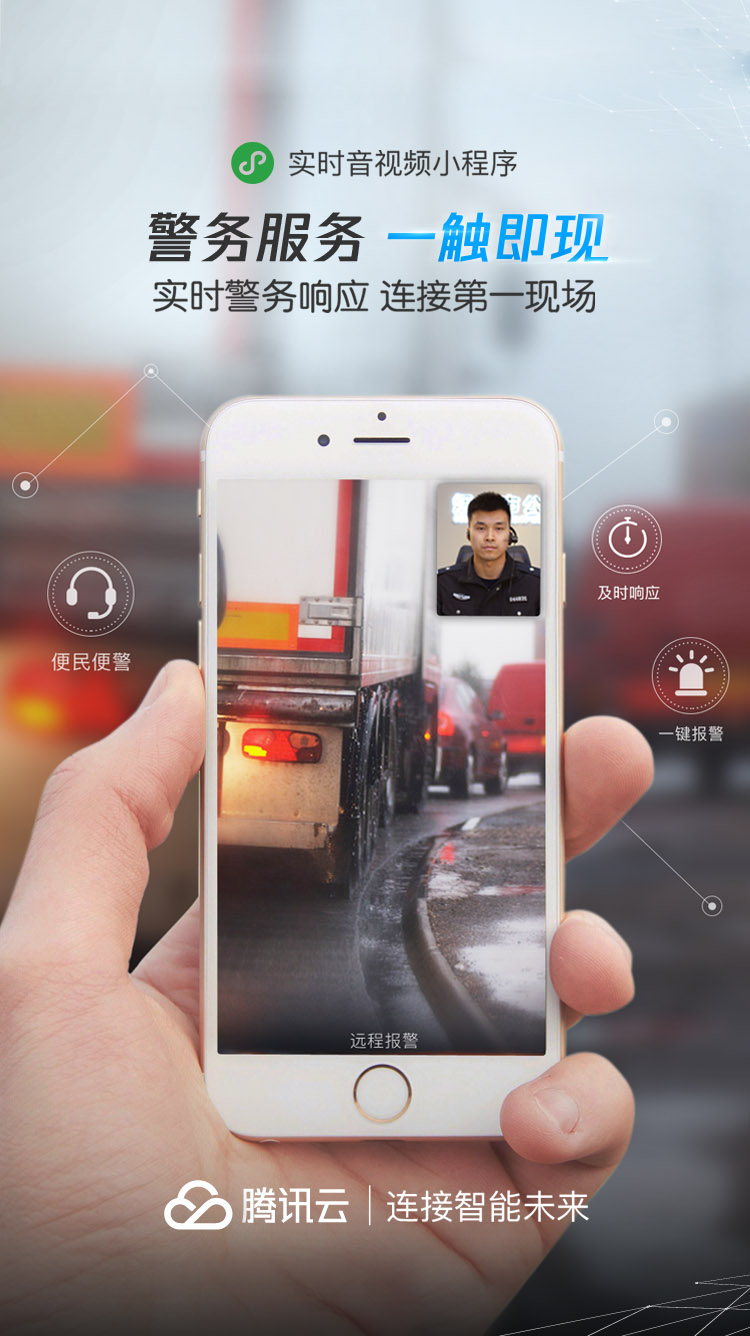 实时音视频小程序
警务服务 一触即现
实时警务响应 连接第一现场
及时响应
便民便警
一键报警
远程报警
腾讯云 | 连接智能未来